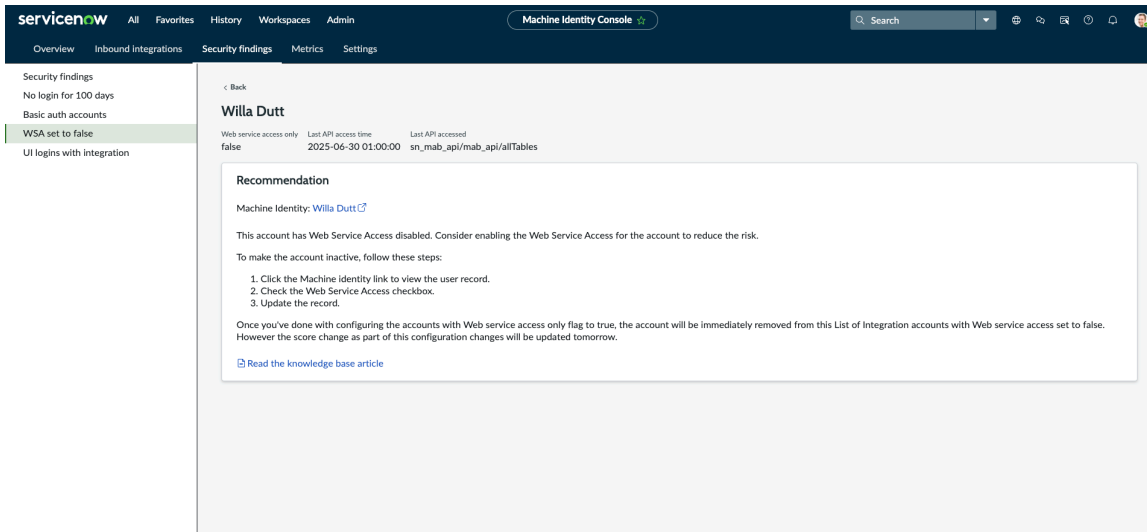 servicenow All Favorites History Workspaces Admin Machine Identity Console Search
Overview Inbound integrations Security findings Metrics Settings
Security findings
No login for 100 days
Basic auth accounts
WSA set to false
UI logins with integration
Back
Willa Dutt
Web service access only Last API access time Last API accessed
false 2025-06-30 01:00:00 sn_mab_api/mab_api/allTables
Recommendation
Machine Identity: Willa Dutt
This account has Web Service Access disabled. Consider enabling the Web Service Access for the account to reduce the risk.
To make the account inactive, follow these steps:
1. Click the Machine identity link to view the user record.
2. Check the Web Service Access checkbox.
3. Update the record.
Once you've done with configuring the accounts with Web service access only flag to true, the account will be immediately removed from this List of Integration accounts with Web service access set to false.
However the score change as part of this configuration changes will be updated tomorrow.
Read the knowledge base article